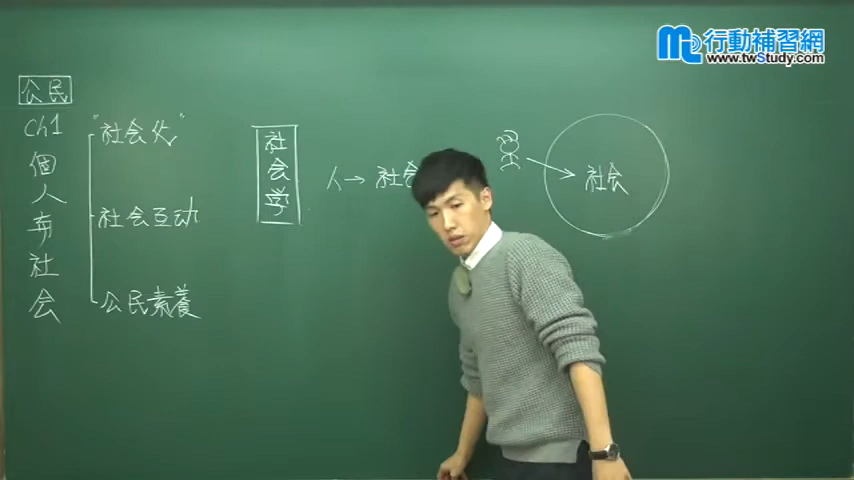 行動補習網
www.twStudy.com
公民
ch1
個人與社會
"社会化"
社会互动
公民素養
社会学
人→社会
社会